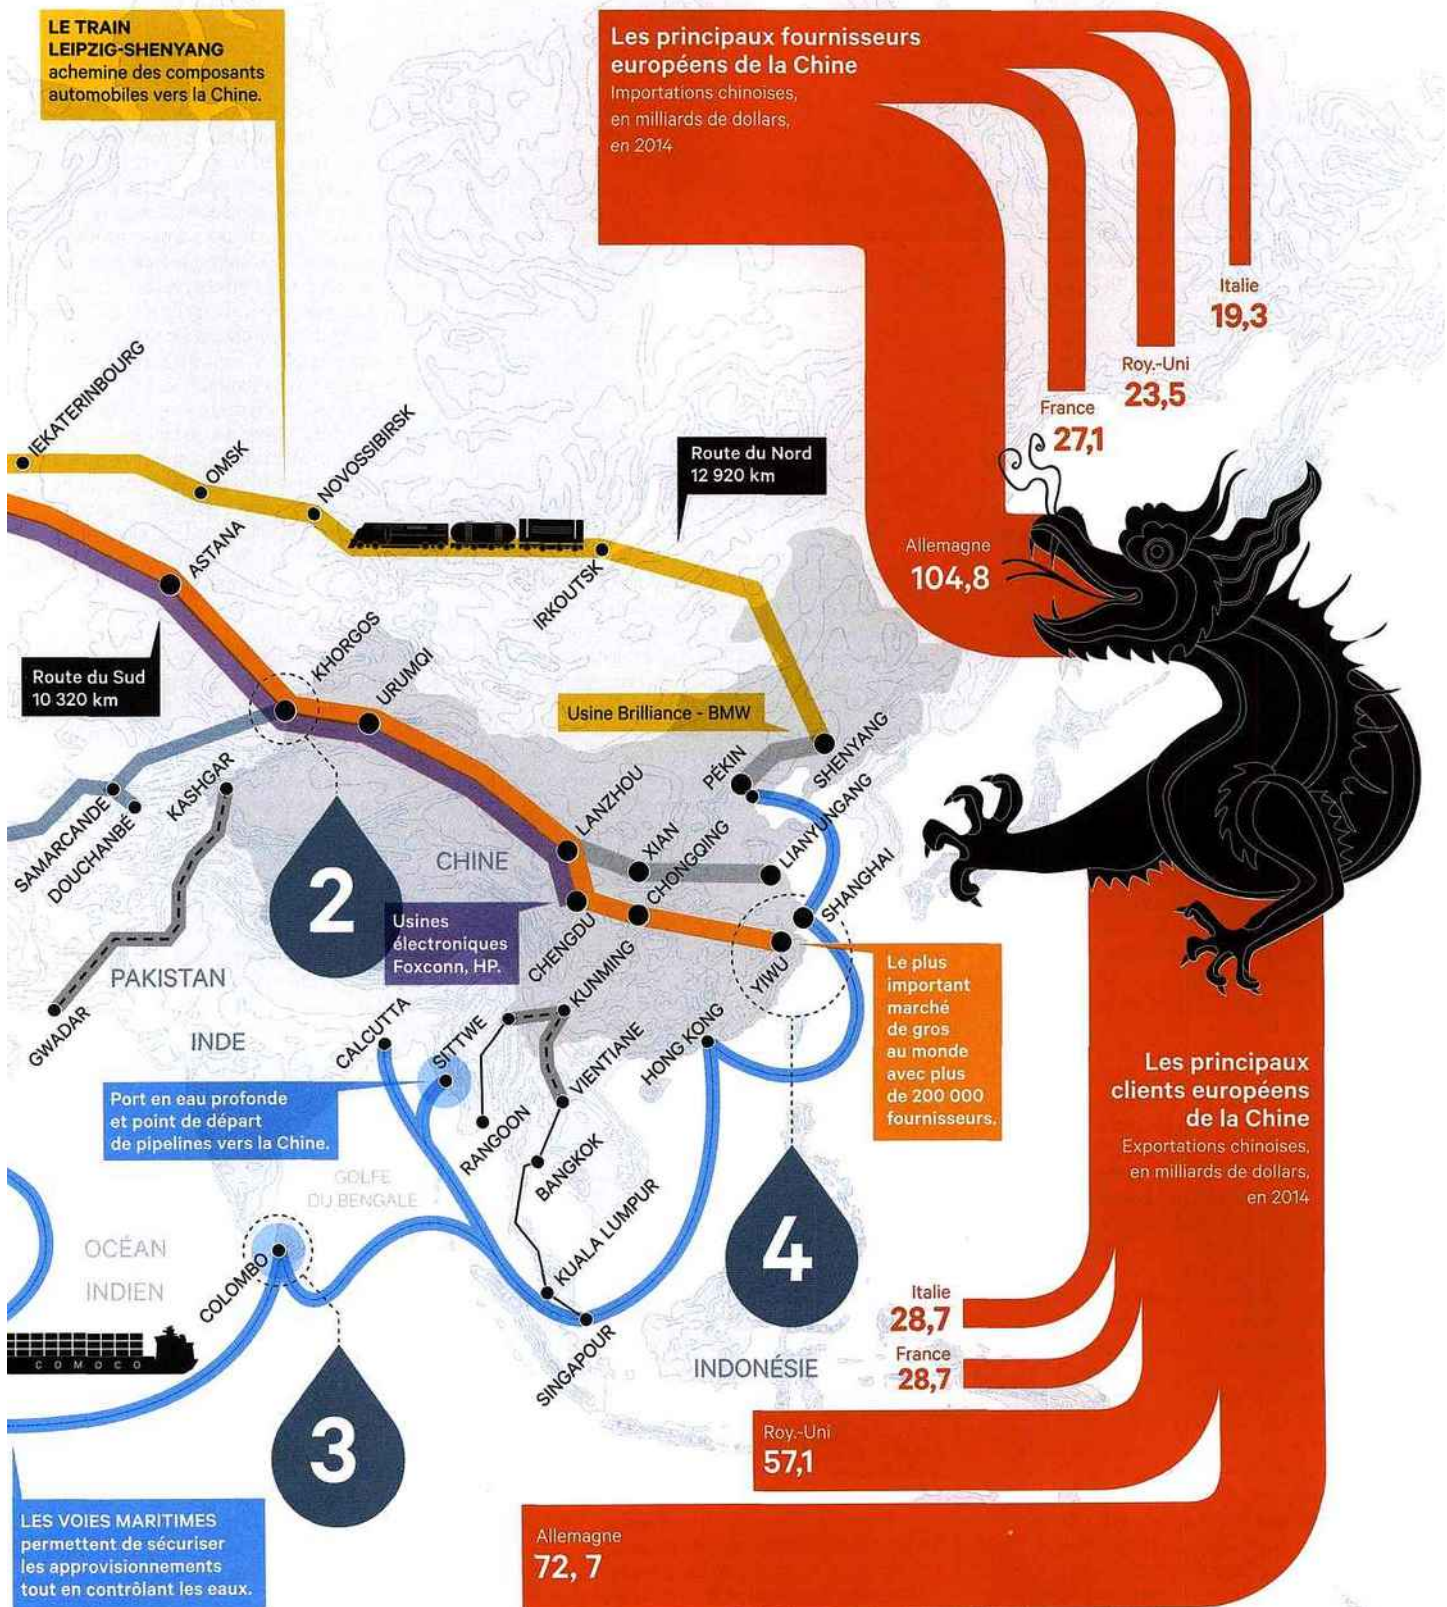 LE TRAIN
LEIPZIG-SHENYANG
achemine des composants
automobiles vers la Chine.
Les principaux fournisseurs
européens de la Chine
Importations chinoises,
en milliards de dollars,
en 2014
Italie
19,3
Roy.-Uni
23,5
France
27,1
Allemagne
104,8
IEKATERINBOURG
OMSK
NOVOSSIBIRSK
IRKOUTSK
Route du Nord
12 920 km
ASTANA
KHORGOS
URUMQI
Route du Sud
10 320 km
Usine Brilliance - BMW
PÉKIN
SHENYANG
SAMARCANDE
DOUCHANBÉ
KASHGAR
GWADAR
PAKISTAN
INDE
CHINE
2
LANZHOU
XIAN
CHONGQING
LIANYUNGANG
SHANGHAI
Usines
électroniques
Foxconn, HP.
CHENGDU
KUNMING
YIWU
Le plus
important
marché
de gros
au monde
avec plus
de 200 000
fournisseurs.
CALCUTTA
SITTWE
VIENTIANE
HONG KONG
Port en eau profonde
et point de départ
de pipelines vers la Chine.
RANGOON
BANGKOK
KUALA LUMPUR
SINGAPOUR
GOLFE
DU BENGALE
OCÉAN
INDIEN
COLOMBO
COMOCO
3
4
INDONÉSIE
Les principaux
clients européens
de la Chine
Exportations chinoises,
en milliards de dollars,
en 2014
Italie
28,7
France
28,7
Roy.-Uni
57,1
Allemagne
72, 7
LES VOIES MARITIMES
permettent de sécuriser
les approvisionnements
tout en contrôlant les eaux.